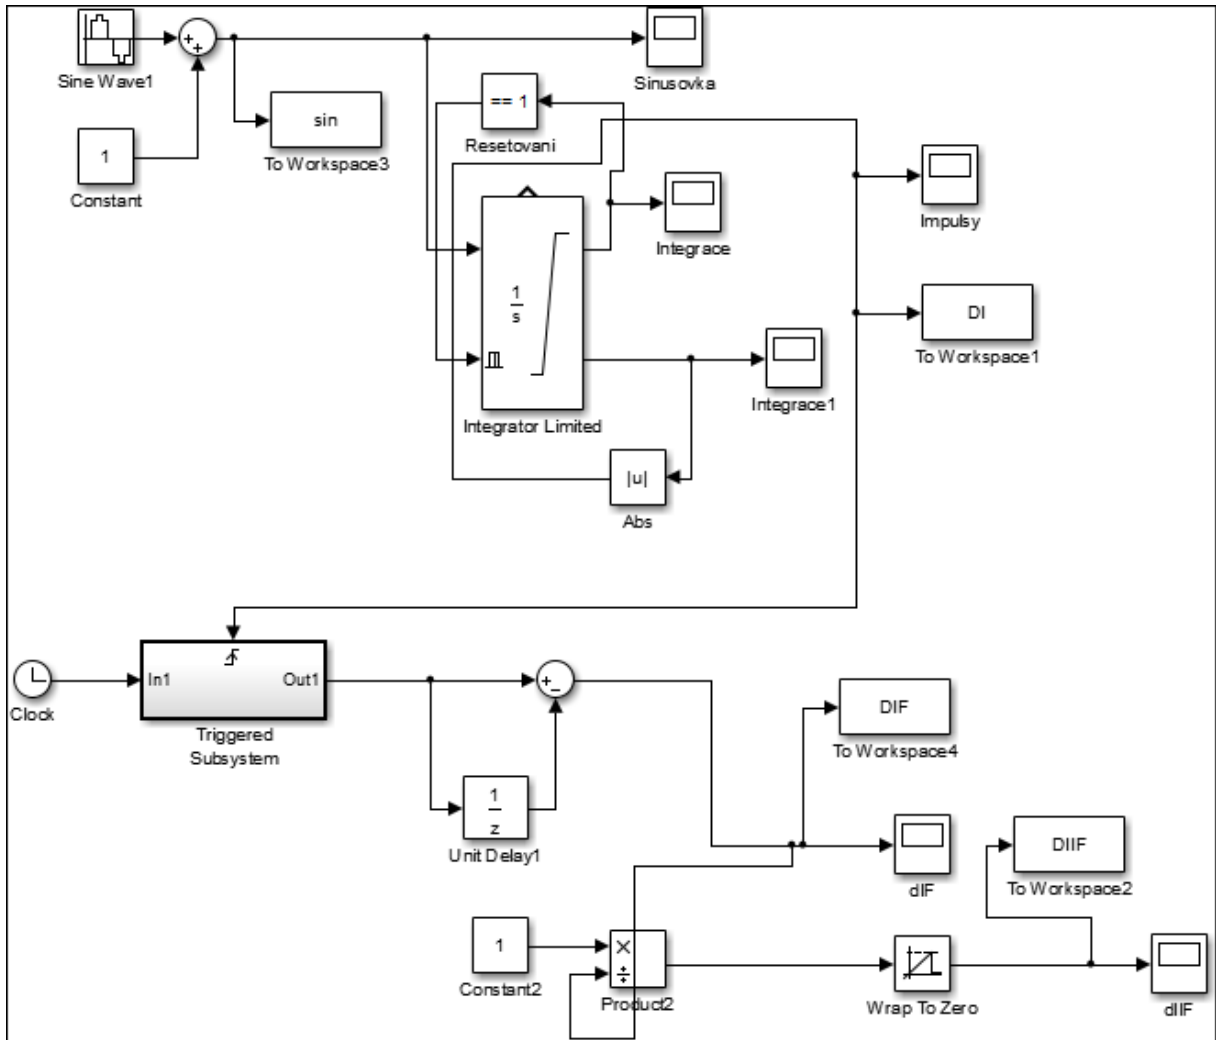 Sine Wave1
+
+
Sinusovka
== 1
Resetovani
sin
To Workspace3
1
Constant
Impulsy
Integrace
1
s
Integrator Limited
DI
To Workspace1
Integrace1
|u|
Abs
Clock
In1
Out1
Triggered
Subsystem
+
−
DIF
To Workspace4
1
z
Unit Delay1
dIF
DIIF
To Workspace2
1
Constant2
×
÷
Product2
Wrap To Zero
dIIF